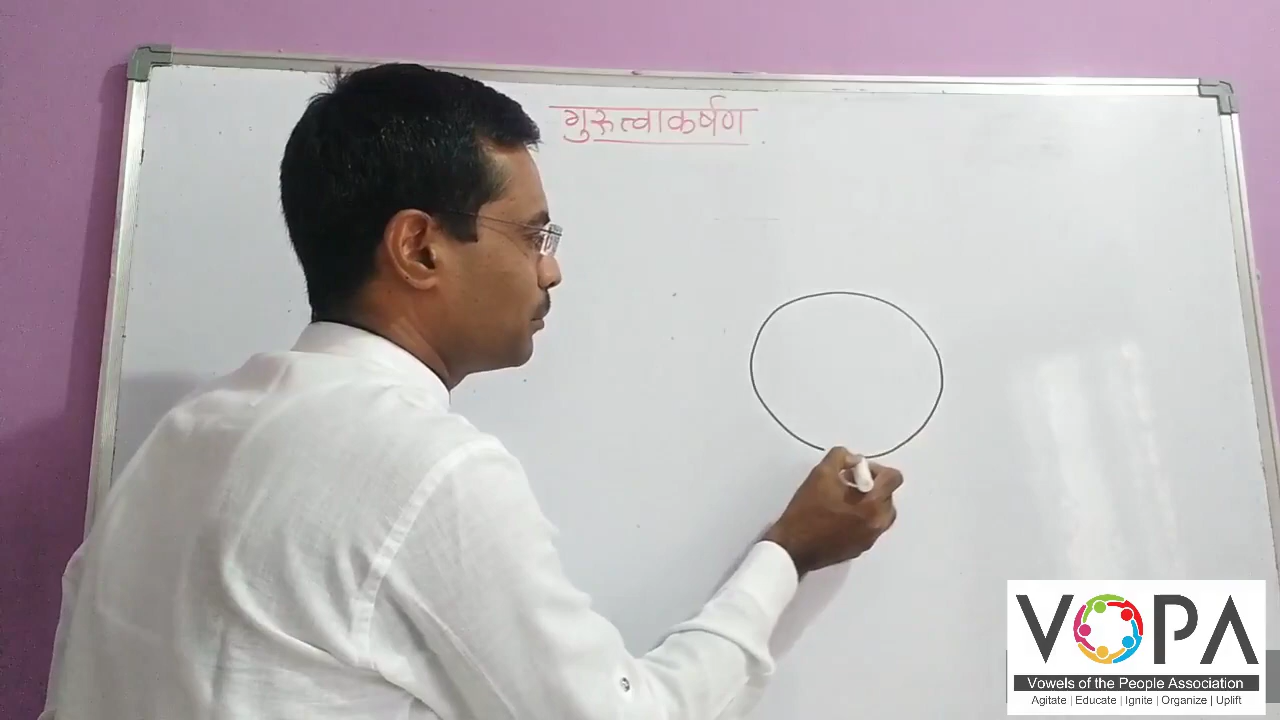 गुरुत्वाकर्षण
VOPA
Vowels of the People Association
Agitate | Educate | Ignite | Organize | Uplift